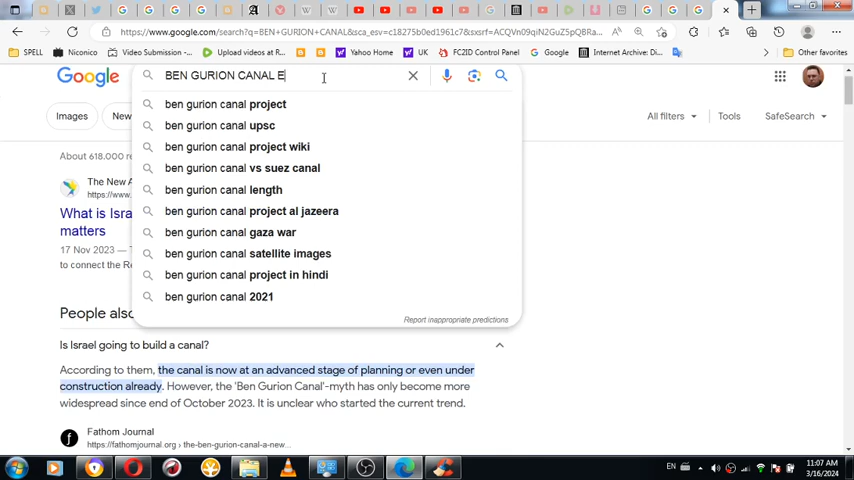 https://www.google.com/search?q=BEN+GURION+CANAL&sca_esv=c18275b0ed1961c7&sxsrf=ACQVn09iN2GuZ5pQBRa...
SPELL
Niconico
Video Submission -...
Upload videos at R...
Yahoo Home
UK
FC2ID Control Panel
Google
Internet Archive: Di...
Other favorites
Google
BEN GURION CANAL E
ben gurion canal project
ben gurion canal upsc
ben gurion canal project wiki
ben gurion canal vs suez canal
ben gurion canal length
ben gurion canal project al jazeera
ben gurion canal gaza war
ben gurion canal satellite images
ben gurion canal project in hindi
ben gurion canal 2021
Report inappropriate predictions
Images
New
All filters
Tools
SafeSearch
About 618.000 re
The New A
https://www.
What is Isra
matters
17 Nov 2023 —
to connect the Re
People also
Is Israel going to build a canal?
According to them, the canal is now at an advanced stage of planning or even under
construction already. However, the 'Ben Gurion Canal'-myth has only become more
widespread since end of October 2023. It is unclear who started the current trend.
Fathom Journal
https://fathomjournal.org › the-ben-gurion-canal-a-new...
EN
11:07 AM
3/16/2024